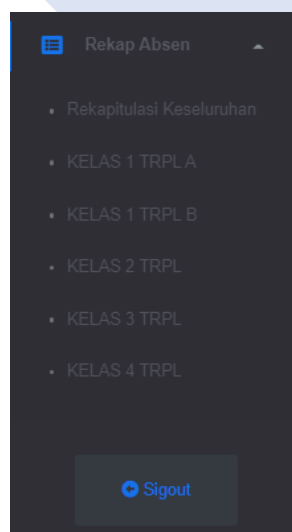 Rekap Absen
Rekapitulasi Keseluruhan
KELAS 1 TRPL A
KELAS 1 TRPL B
KELAS 2 TRPL
KELAS 3 TRPL
KELAS 4 TRPL
Sigout